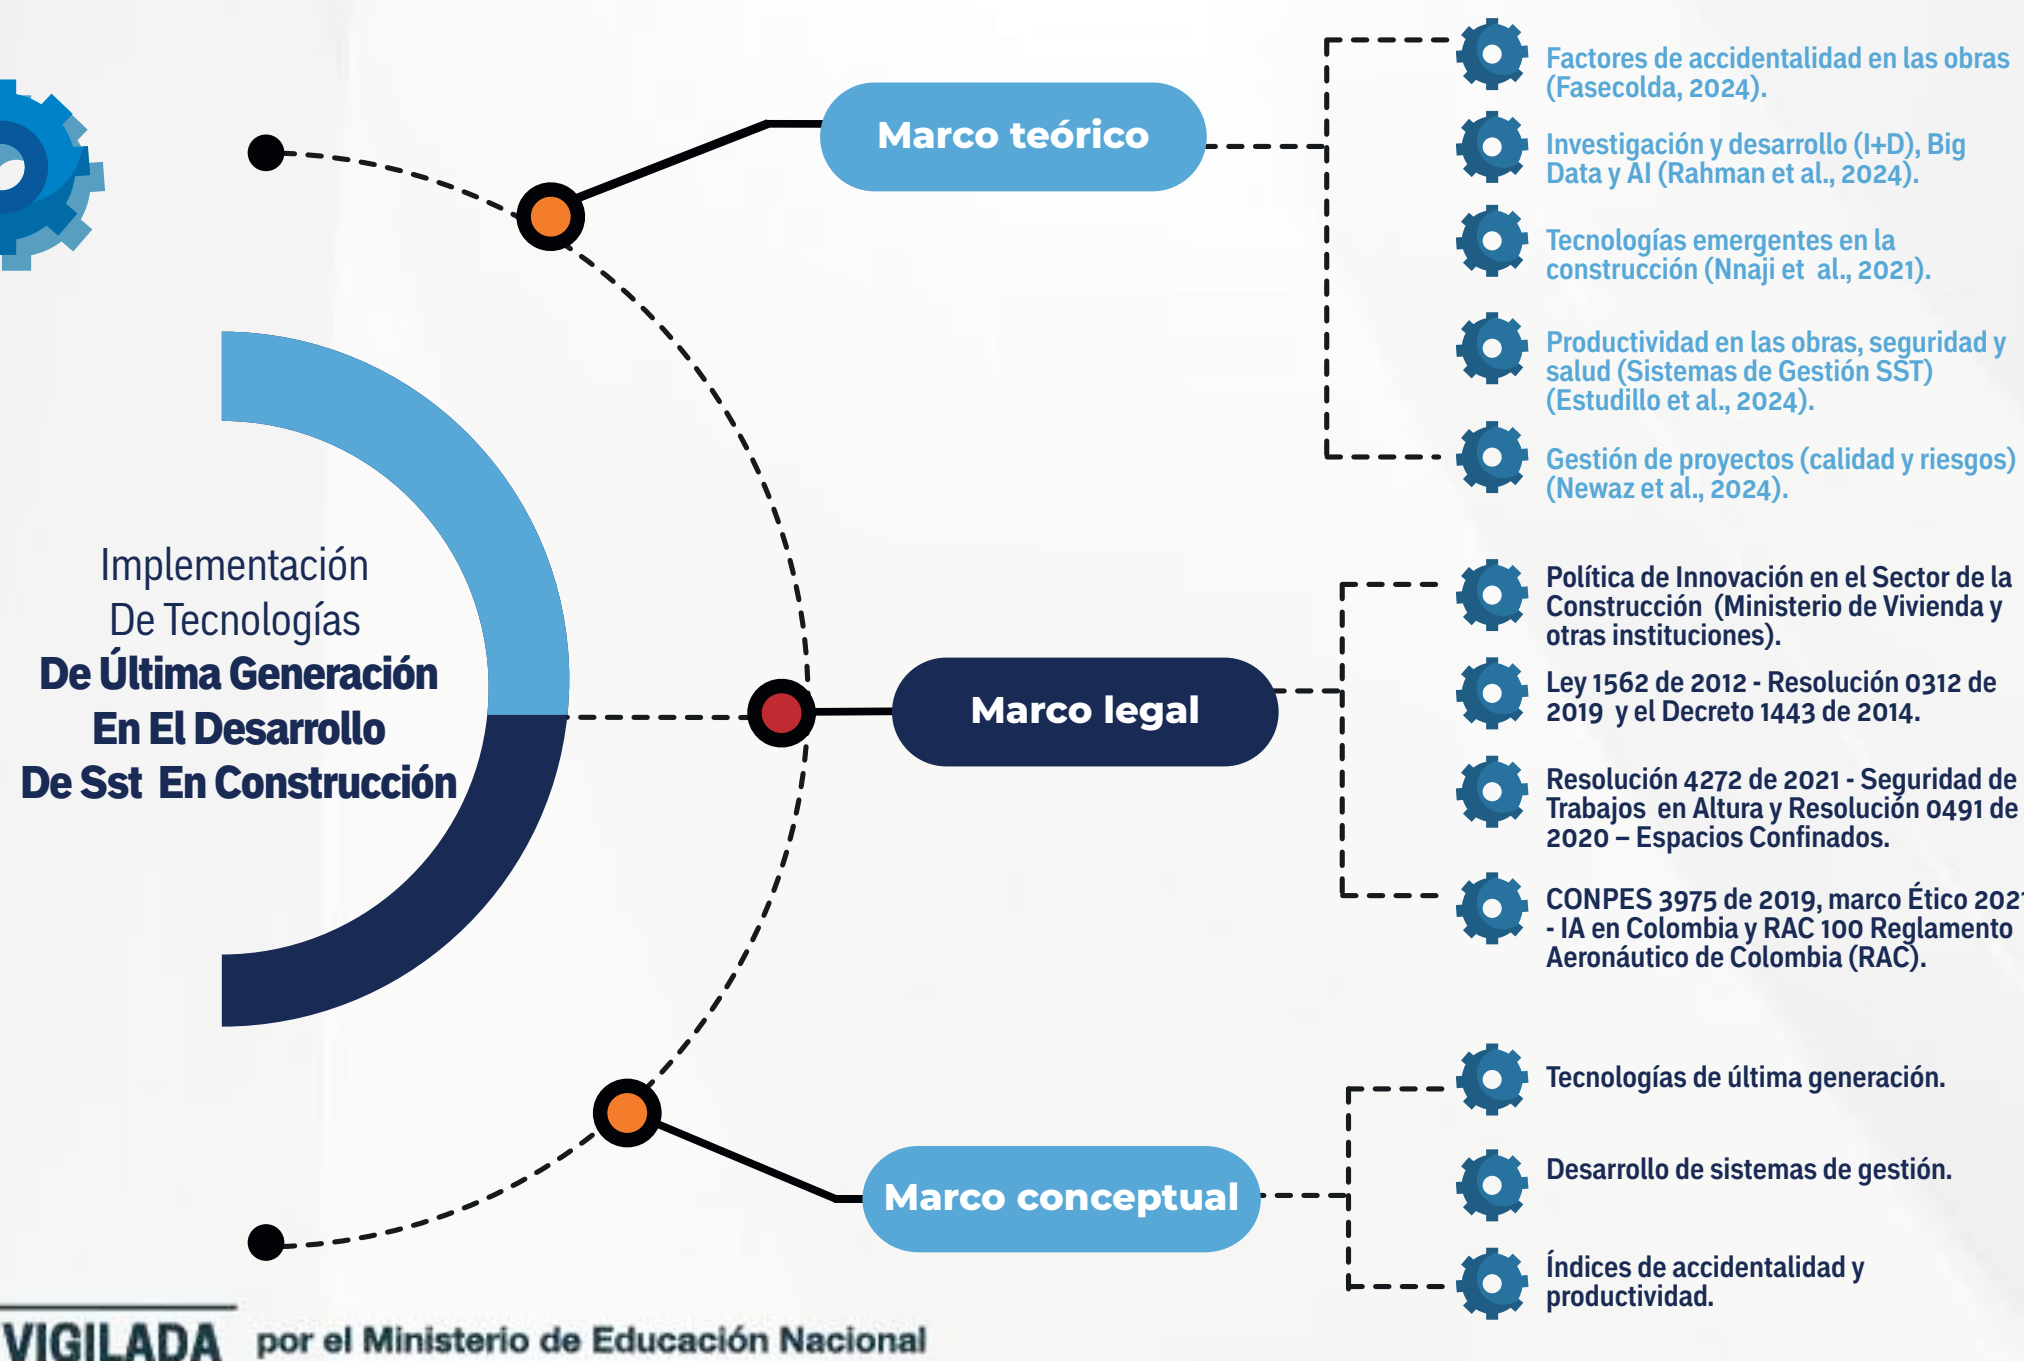 Implementación
De Tecnologías
De Última Generación
En El Desarrollo
De Sst En Construcción
Marco teórico
Factores de accidentalidad en las obras
(Fasecolda, 2024).
Investigación y desarrollo (I+D), Big
Data y AI (Rahman et al., 2024).
Tecnologías emergentes en la
construcción (Nnaji et al., 2021).
Productividad en las obras, seguridad y
salud (Sistemas de Gestión SST)
(Estudillo et al., 2024).
Gestión de proyectos (calidad y riesgos)
(Newaz et al., 2024).
Marco legal
Política de Innovación en el Sector de la
Construcción (Ministerio de Vivienda y
otras instituciones).
Ley 1562 de 2012 - Resolución 0312 de
2019 y el Decreto 1443 de 2014.
Resolución 4272 de 2021 - Seguridad de
Trabajos en Altura y Resolución 0491 de
2020 – Espacios Confinados.
CONPES 3975 de 2019, marco Ético 2021
- IA en Colombia y RAC 100 Reglamento
Aeronáutico de Colombia (RAC).
Marco conceptual
Tecnologías de última generación.
Desarrollo de sistemas de gestión.
Índices de accidentalidad y
productividad.
VIGILADA por el Ministerio de Educación Nacional